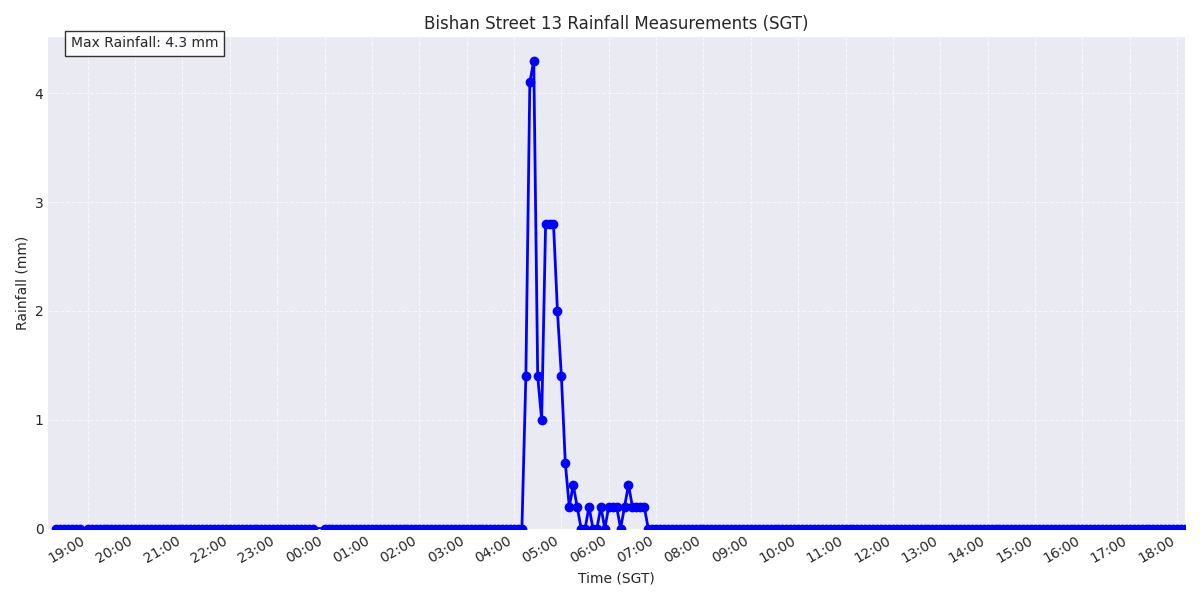 Bishan Street 13 Rainfall Measurements (SGT)
Max Rainfall: 4.3 mm
Rainfall (mm)
4
3
2
1
0
19:00 20:00 21:00 22:00 23:00 00:00 01:00 02:00 03:00 04:00 05:00 06:00 07:00 08:00 09:00 10:00 11:00 12:00 13:00 14:00 15:00 16:00 17:00 18:00
Time (SGT)